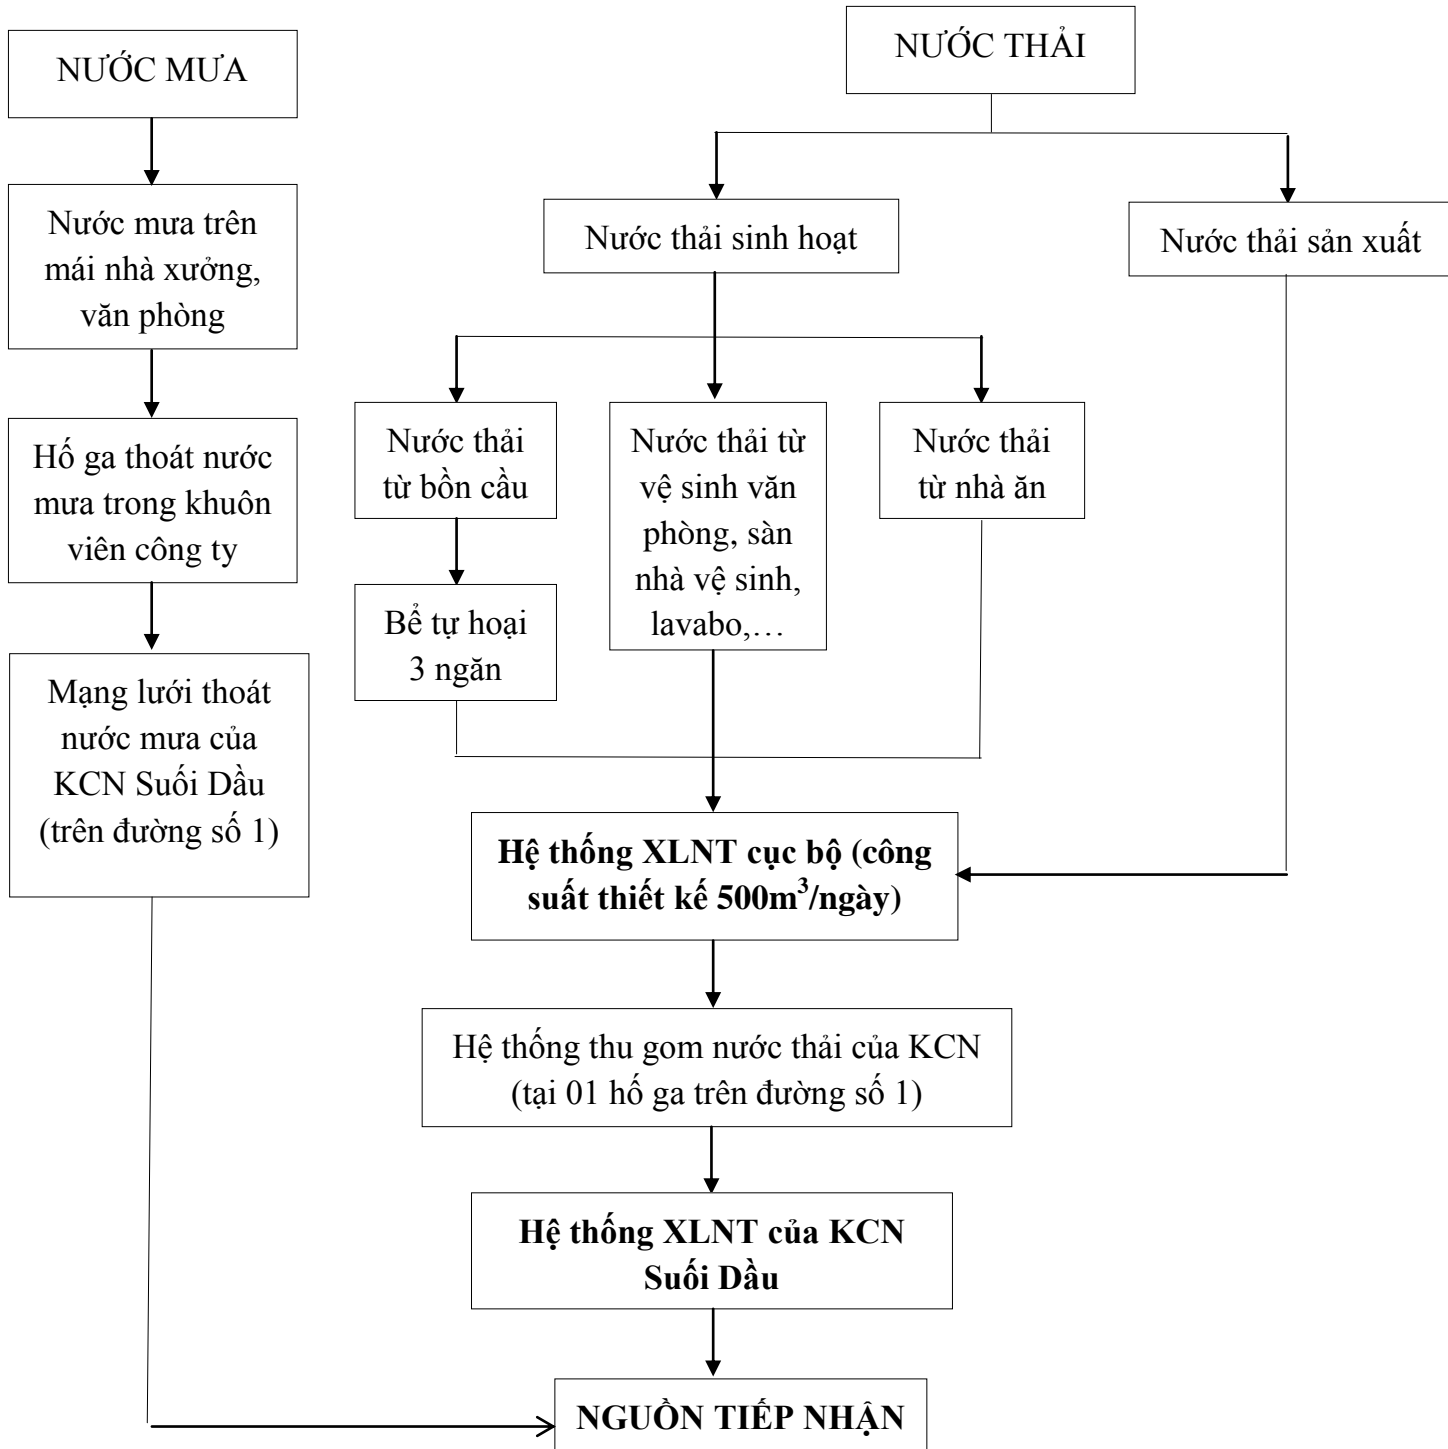 NƯỚC MƯA
NƯỚC THẢI
Nước mưa trên
mái nhà xưởng,
văn phòng
Nước thải sinh hoạt
Nước thải sản xuất
Hố ga thoát nước
mưa trong khuôn
viên công ty
Nước thải
từ bồn cầu
Nước thải từ
vệ sinh văn
phòng, sàn
nhà vệ sinh,
lavabo,…
Nước thải
từ nhà ăn
Bể tự hoại
3 ngăn
Mạng lưới thoát
nước mưa của
KCN Suối Dầu
(trên đường số 1)
Hệ thống XLNT cục bộ (công
suất thiết kế 500m³/ngày)
Hệ thống thu gom nước thải của KCN
(tại 01 hố ga trên đường số 1)
Hệ thống XLNT của KCN
Suối Dầu
NGUỒN TIẾP NHẬN